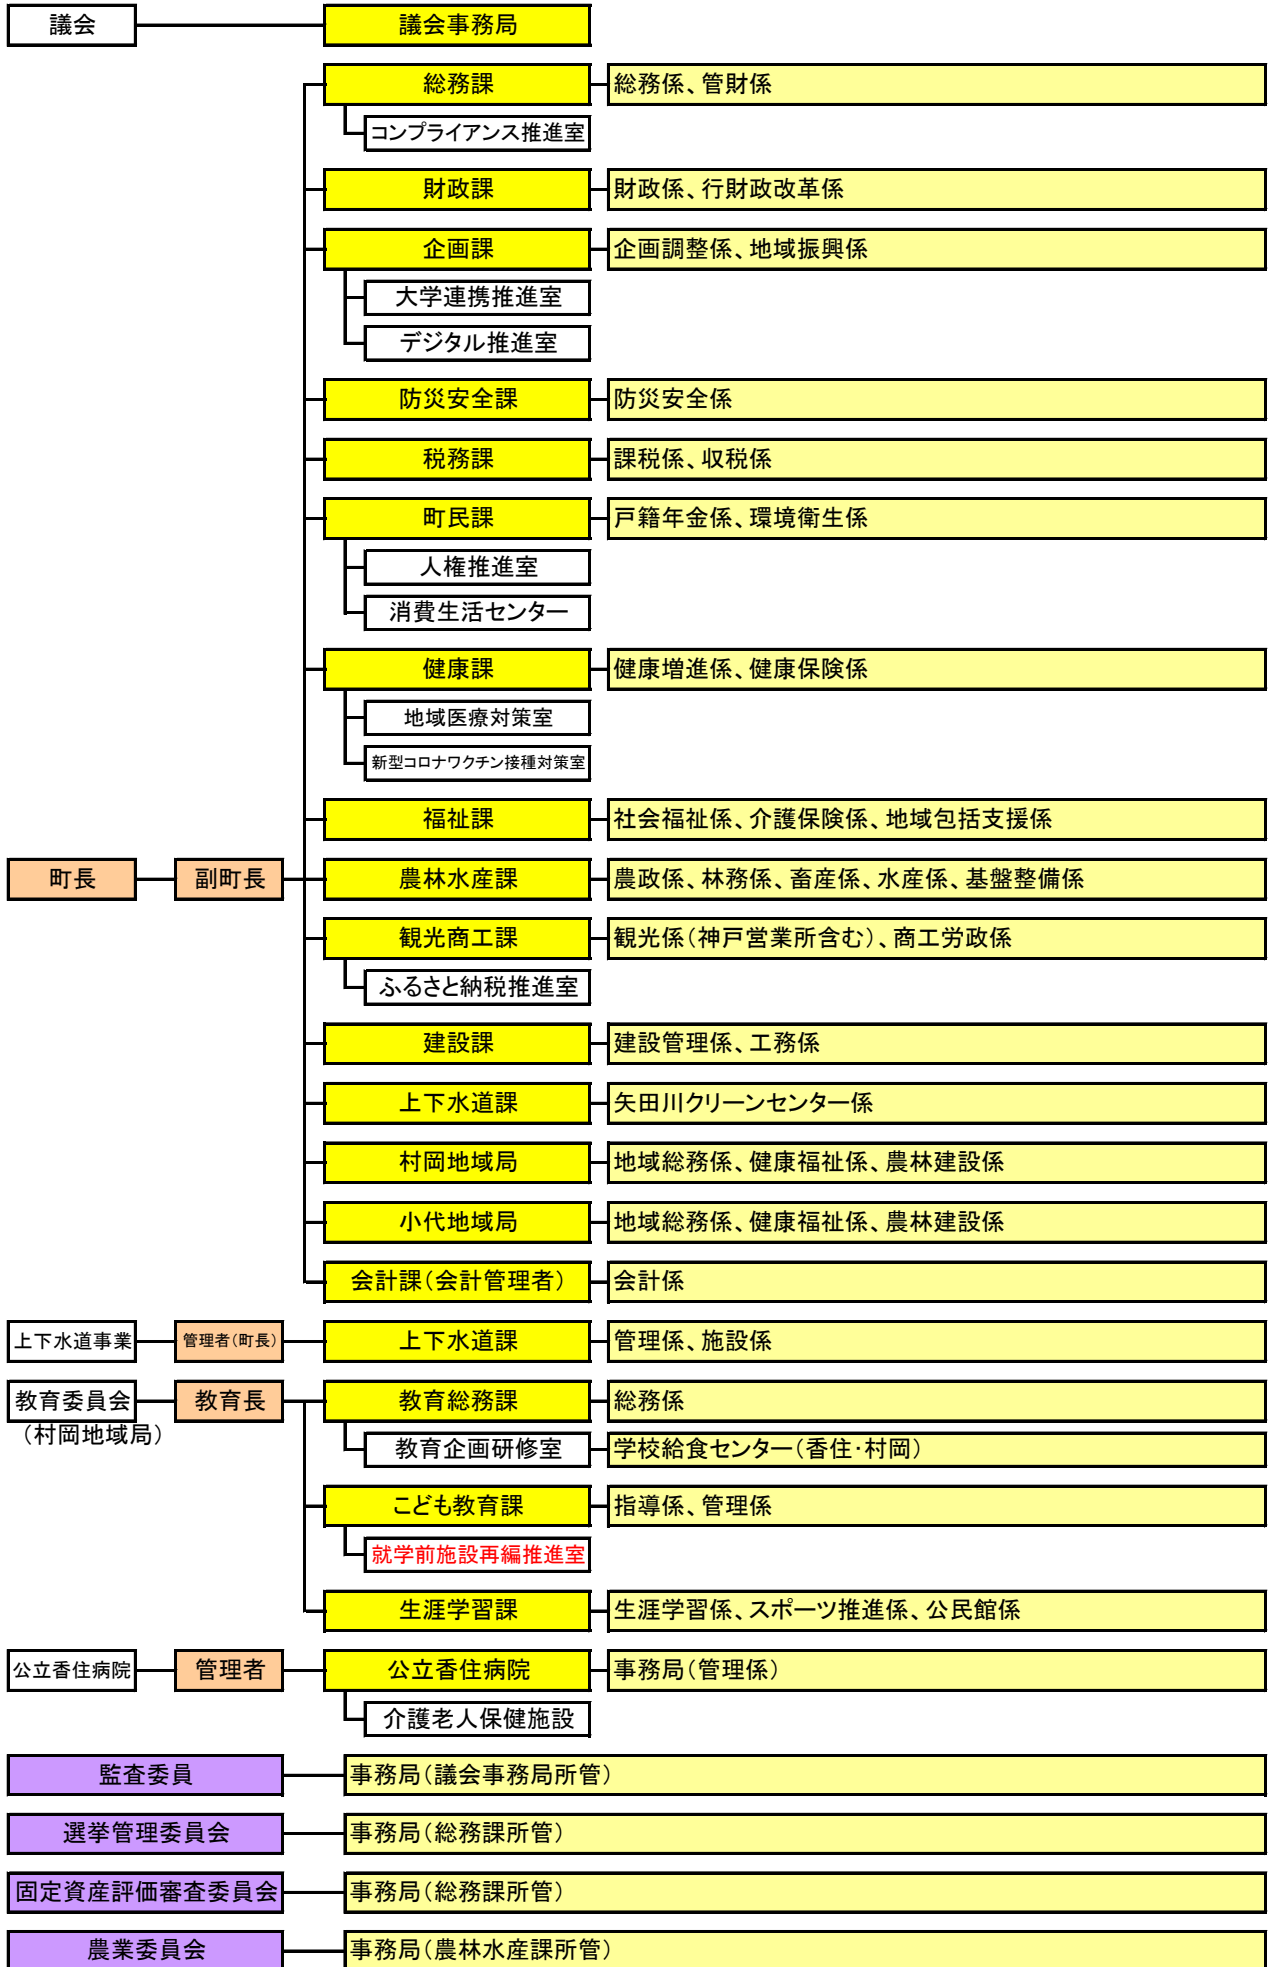 議会 議会事務局
総務課 総務係、管財係
コンプライアンス推進室
財政課 財政係、行財政改革係
企画課 企画調整係、地域振興係
大学連携推進室
デジタル推進室
防災安全課 防災安全係
税務課 課税係、収税係
町民課 戸籍年金係、環境衛生係
人権推進室
消費生活センター
健康課 健康増進係、健康保険係
地域医療対策室
新型コロナワクチン接種対策室
福祉課 社会福祉係、介護保険係、地域包括支援係
町長 副町長 農林水産課 農政係、林務係、畜産係、水産係、基盤整備係
観光商工課 観光係（神戸営業所含む）、商工労政係
ふるさと納税推進室
建設課 建設管理係、工務係
上下水道課 矢田川クリーンセンター係
村岡地域局 地域総務係、健康福祉係、農林建設係
小代地域局 地域総務係、健康福祉係、農林建設係
会計課（会計管理者） 会計係
上下水道事業 管理者（町長） 上下水道課 管理係、施設係
教育委員会 教育長 教育総務課 総務係
（村岡地域局）
教育企画研修室 学校給食センター（香住・村岡）
こども教育課 指導係、管理係
就学前施設再編推進室
生涯学習課 生涯学習係、スポーツ推進係、公民館係
公立香住病院 管理者 公立香住病院 事務局（管理係）
介護老人保健施設
監査委員 事務局（議会事務局所管）
選挙管理委員会 事務局（総務課所管）
固定資産評価審査委員会 事務局（総務課所管）
農業委員会 事務局（農林水産課所管）